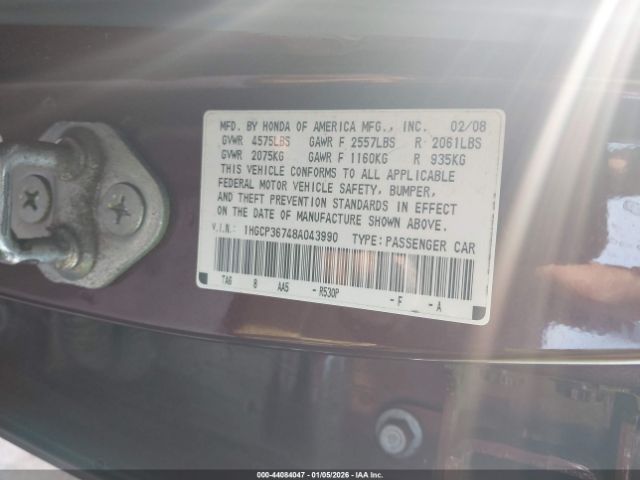 MFD. BY HONDA OF AMERICA MFG., INC. 02/08
GVWR 4575LBS GAWR F 2557LBS R 2061LBS
GVWR 2075KG GAWR F 1160KG R 935KG
THIS VEHICLE CONFORMS TO ALL APPLICABLE
FEDERAL MOTOR VEHICLE SAFETY, BUMPER,
AND THEFT PREVENTION STANDARDS IN EFFECT
ON THE DATE OF MANUFACTURE SHOWN ABOVE.
V.I.N.: 1HGCP36748A043990 TYPE: PASSENGER CAR
TA6 8 AA5 - R530P - F - A
000-44084047 - 01/05/2026 - IAA Inc.